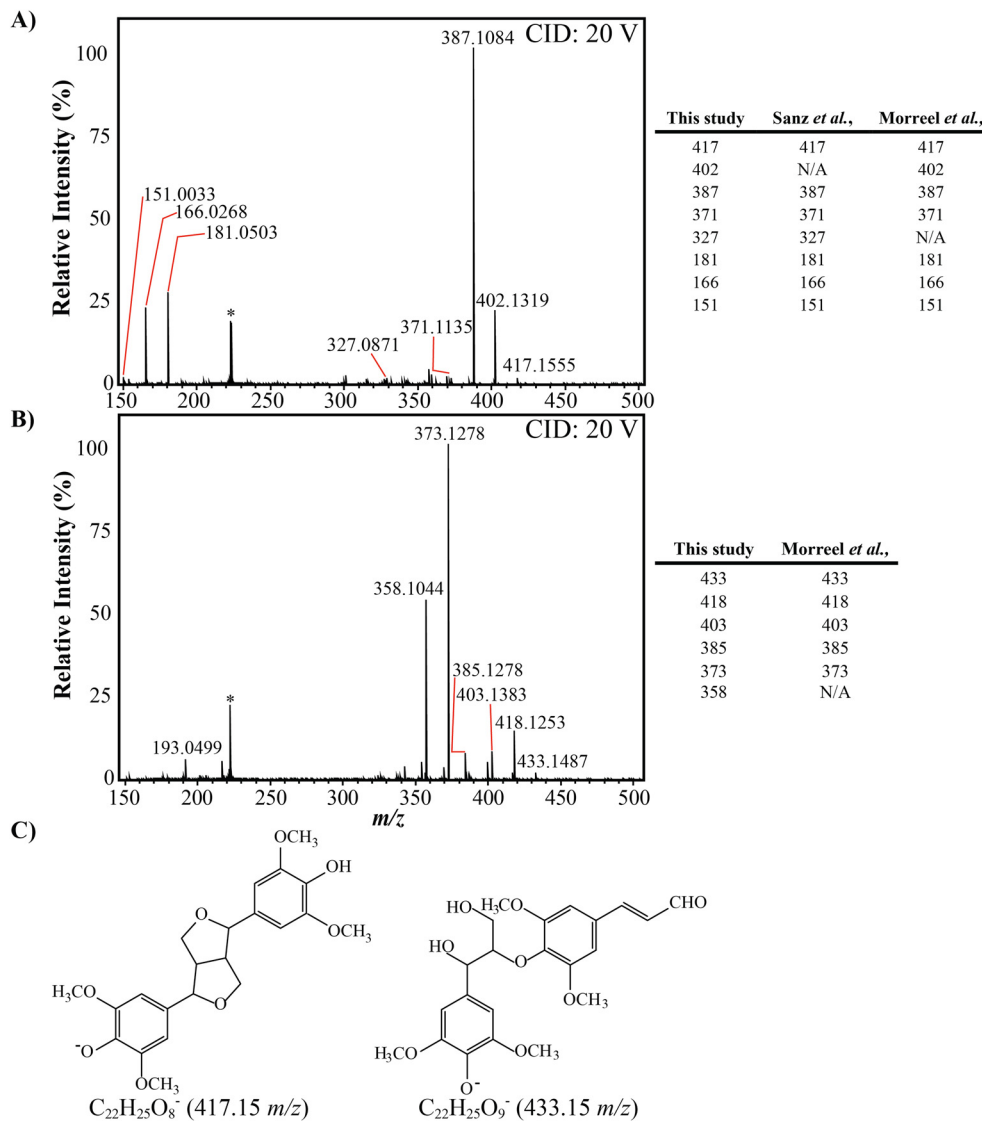 A)
CID: 20 V
Relative Intensity (%)
100
75
50
25
0
387.1084
151.0033
166.0268
181.0503
*
327.0871
371.1135
402.1319
417.1555
150 200 250 300 350 400 450 500
This study Sanz et al., Morreel et al.,
417 417 417
402 N/A 402
387 387 387
371 371 371
327 327 N/A
181 181 181
166 166 166
151 151 151
B)
CID: 20 V
Relative Intensity (%)
100
75
50
25
0
373.1278
358.1044
385.1278
403.1383
418.1253
433.1487
193.0499
*
150 200 250 300 350 400 450 500
m/z
This study Morreel et al.,
433 433
418 418
403 403
385 385
373 373
358 N/A
C)
OCH₃
OH
OCH₃
O
O
H₃CO
⁻O
OCH₃
C₂₂H₂₅O₈⁻ (417.15 m/z)
H₃CO
CHO
HO
HO
O
OCH₃
H₃CO
OCH₃
O⁻
C₂₂H₂₅O₉⁻ (433.15 m/z)